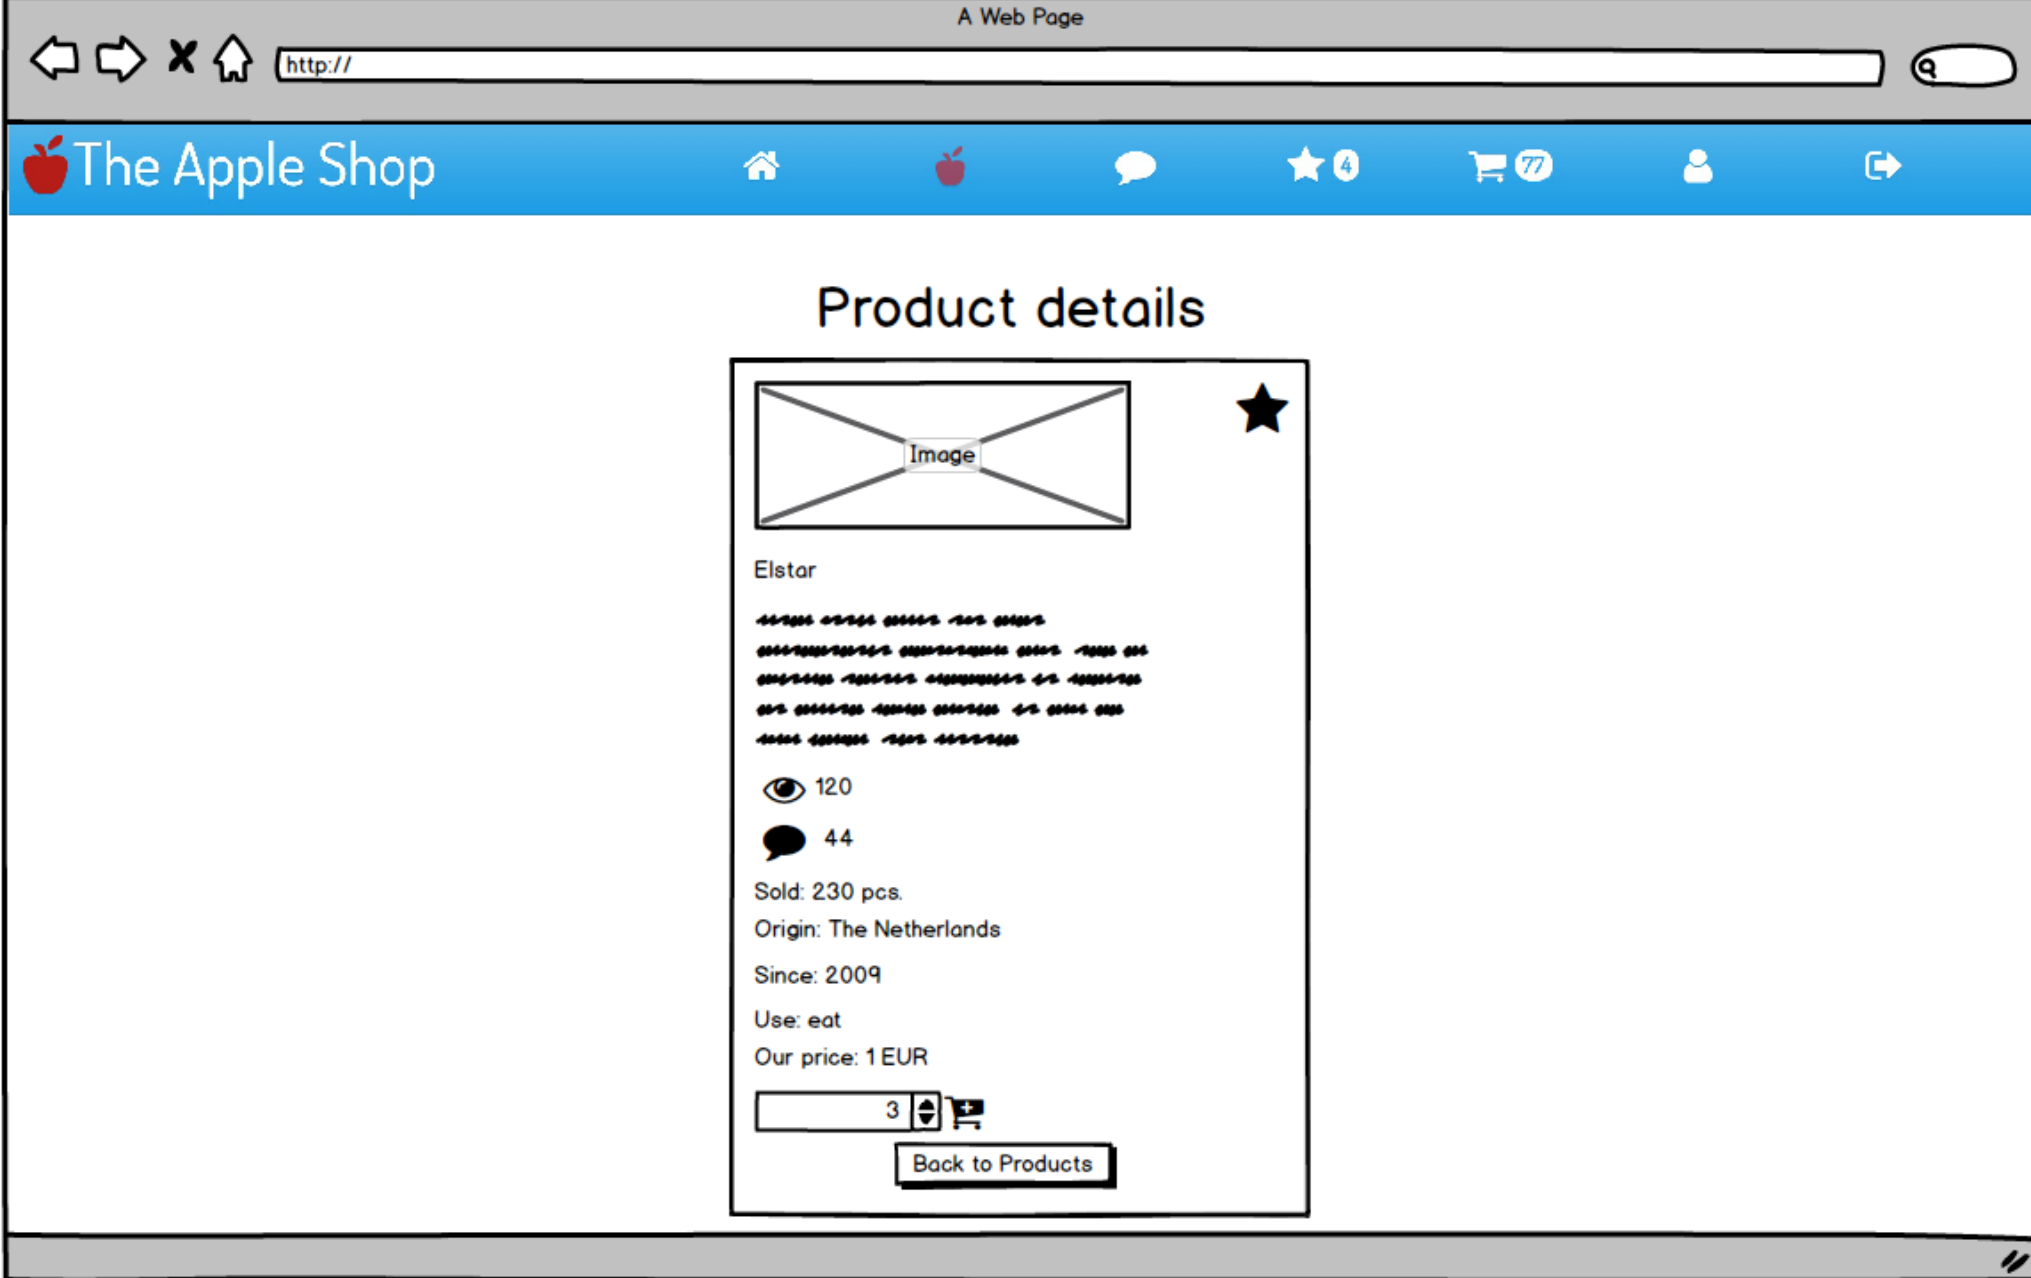 A Web Page
http://
The Apple Shop
4
77
Product details
Image
Elstar
120
44
Sold: 230 pcs.
Origin: The Netherlands
Since: 2009
Use: eat
Our price: 1 EUR
3
Back to Products